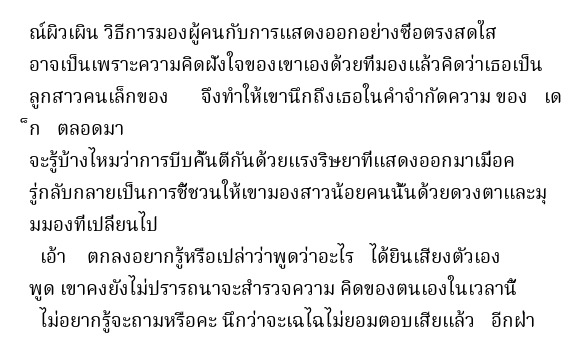 ณ์ผิวเผิน วิธีการมองผู้คนกับการแสดงออกอย่างซื่อตรงสดใส
อาจเป็นเพราะความคิดฝังใจของเขาเองด้วยที่มองแล้วคิดว่าเธอเป็น
ลูกสาวคนเล็กของ จึงทำให้เขานึกถึงเธอในคำจำกัดความ ของ เด
็ก ตลอดมา
จะรู้บ้างไหมว่าการบีบคั้นตีกันด้วยแรงริษยาที่แสดงออกมาเมื่อค
รู่กลับกลายเป็นการชี้ชวนให้เขามองสาวน้อยคนนั้นด้วยดวงตาและมุ
มมองที่เปลี่ยนไป
เอ้า ตกลงอยากรู้หรือเปล่าว่าพูดว่าอะไร ได้ยินเสียงตัวเอง
พูด เขาคงยังไม่ปรารถนาจะสำรวจความ คิดของตนเองในเวลานี้
ไม่อยากรู้จะถามหรือคะ นึกว่าจะเฉไฉไม่ยอมตอบเสียแล้ว อีกฝ่า